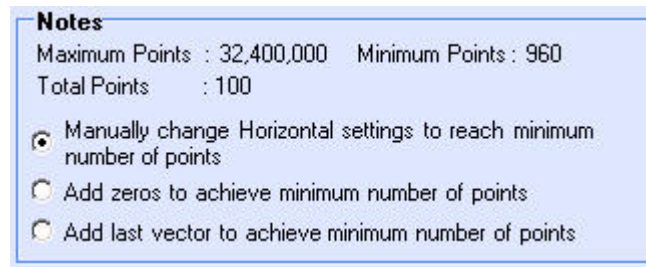 Notes
Maximum Points : 32,400,000 Minimum Points : 960
Total Points : 100
Manually change Horizontal settings to reach minimum
number of points
Add zeros to achieve minimum number of points
Add last vector to achieve minimum number of points